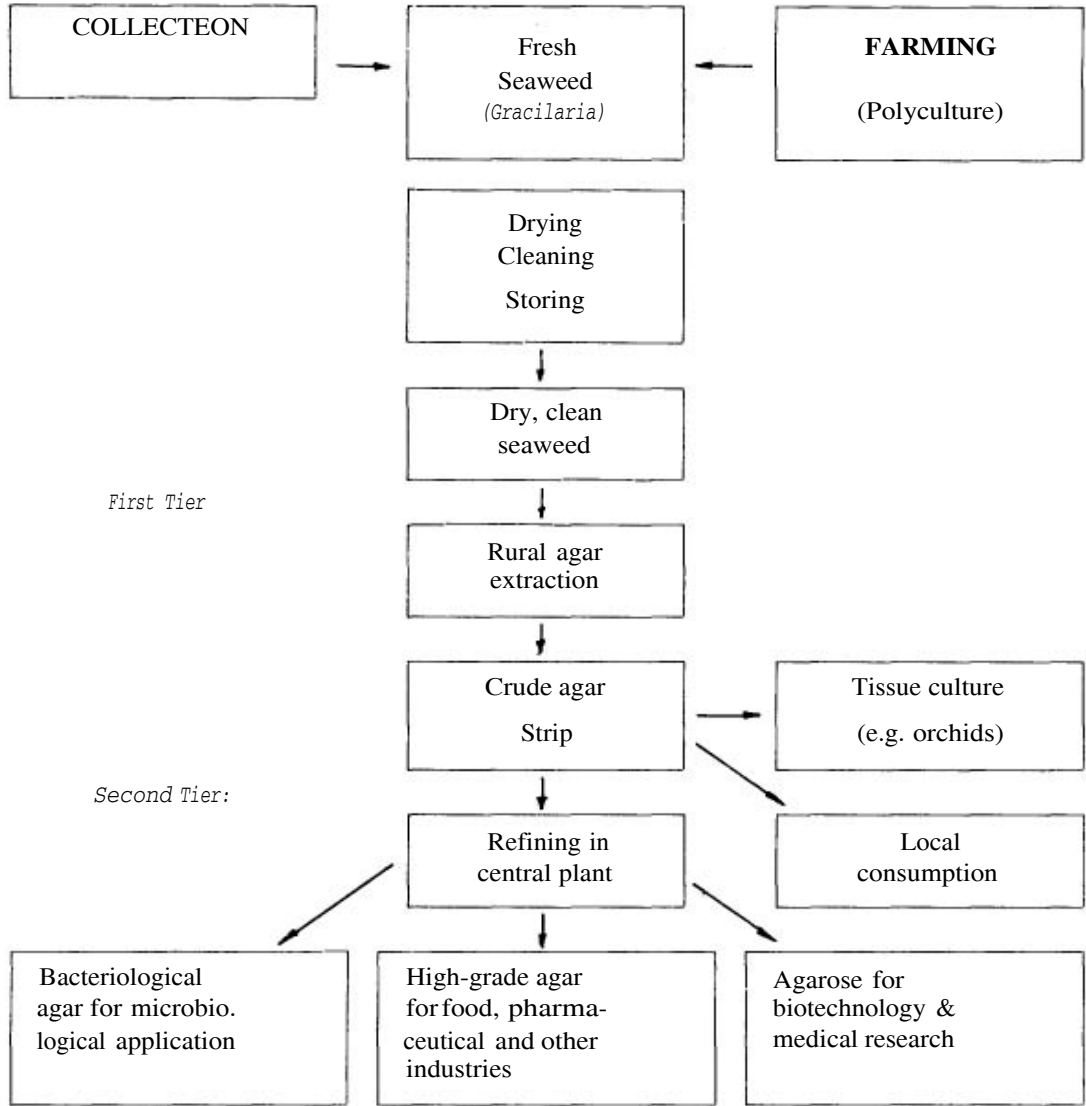 COLLECTEON
Fresh
Seaweed
(Gracilaria)
FARMING
(Polyculture)
Drying
Cleaning
Storing
Dry, clean
seaweed
First Tier
Rural agar
extraction
Crude agar
Strip
Tissue culture
(e.g. orchids)
Second Tier:
Refining in
central plant
Local
consumption
Bacteriological
agar for microbio.
logical application
High-grade agar
for food, pharma-
ceutical and other
industries
Agarose for
biotechnology &
medical research